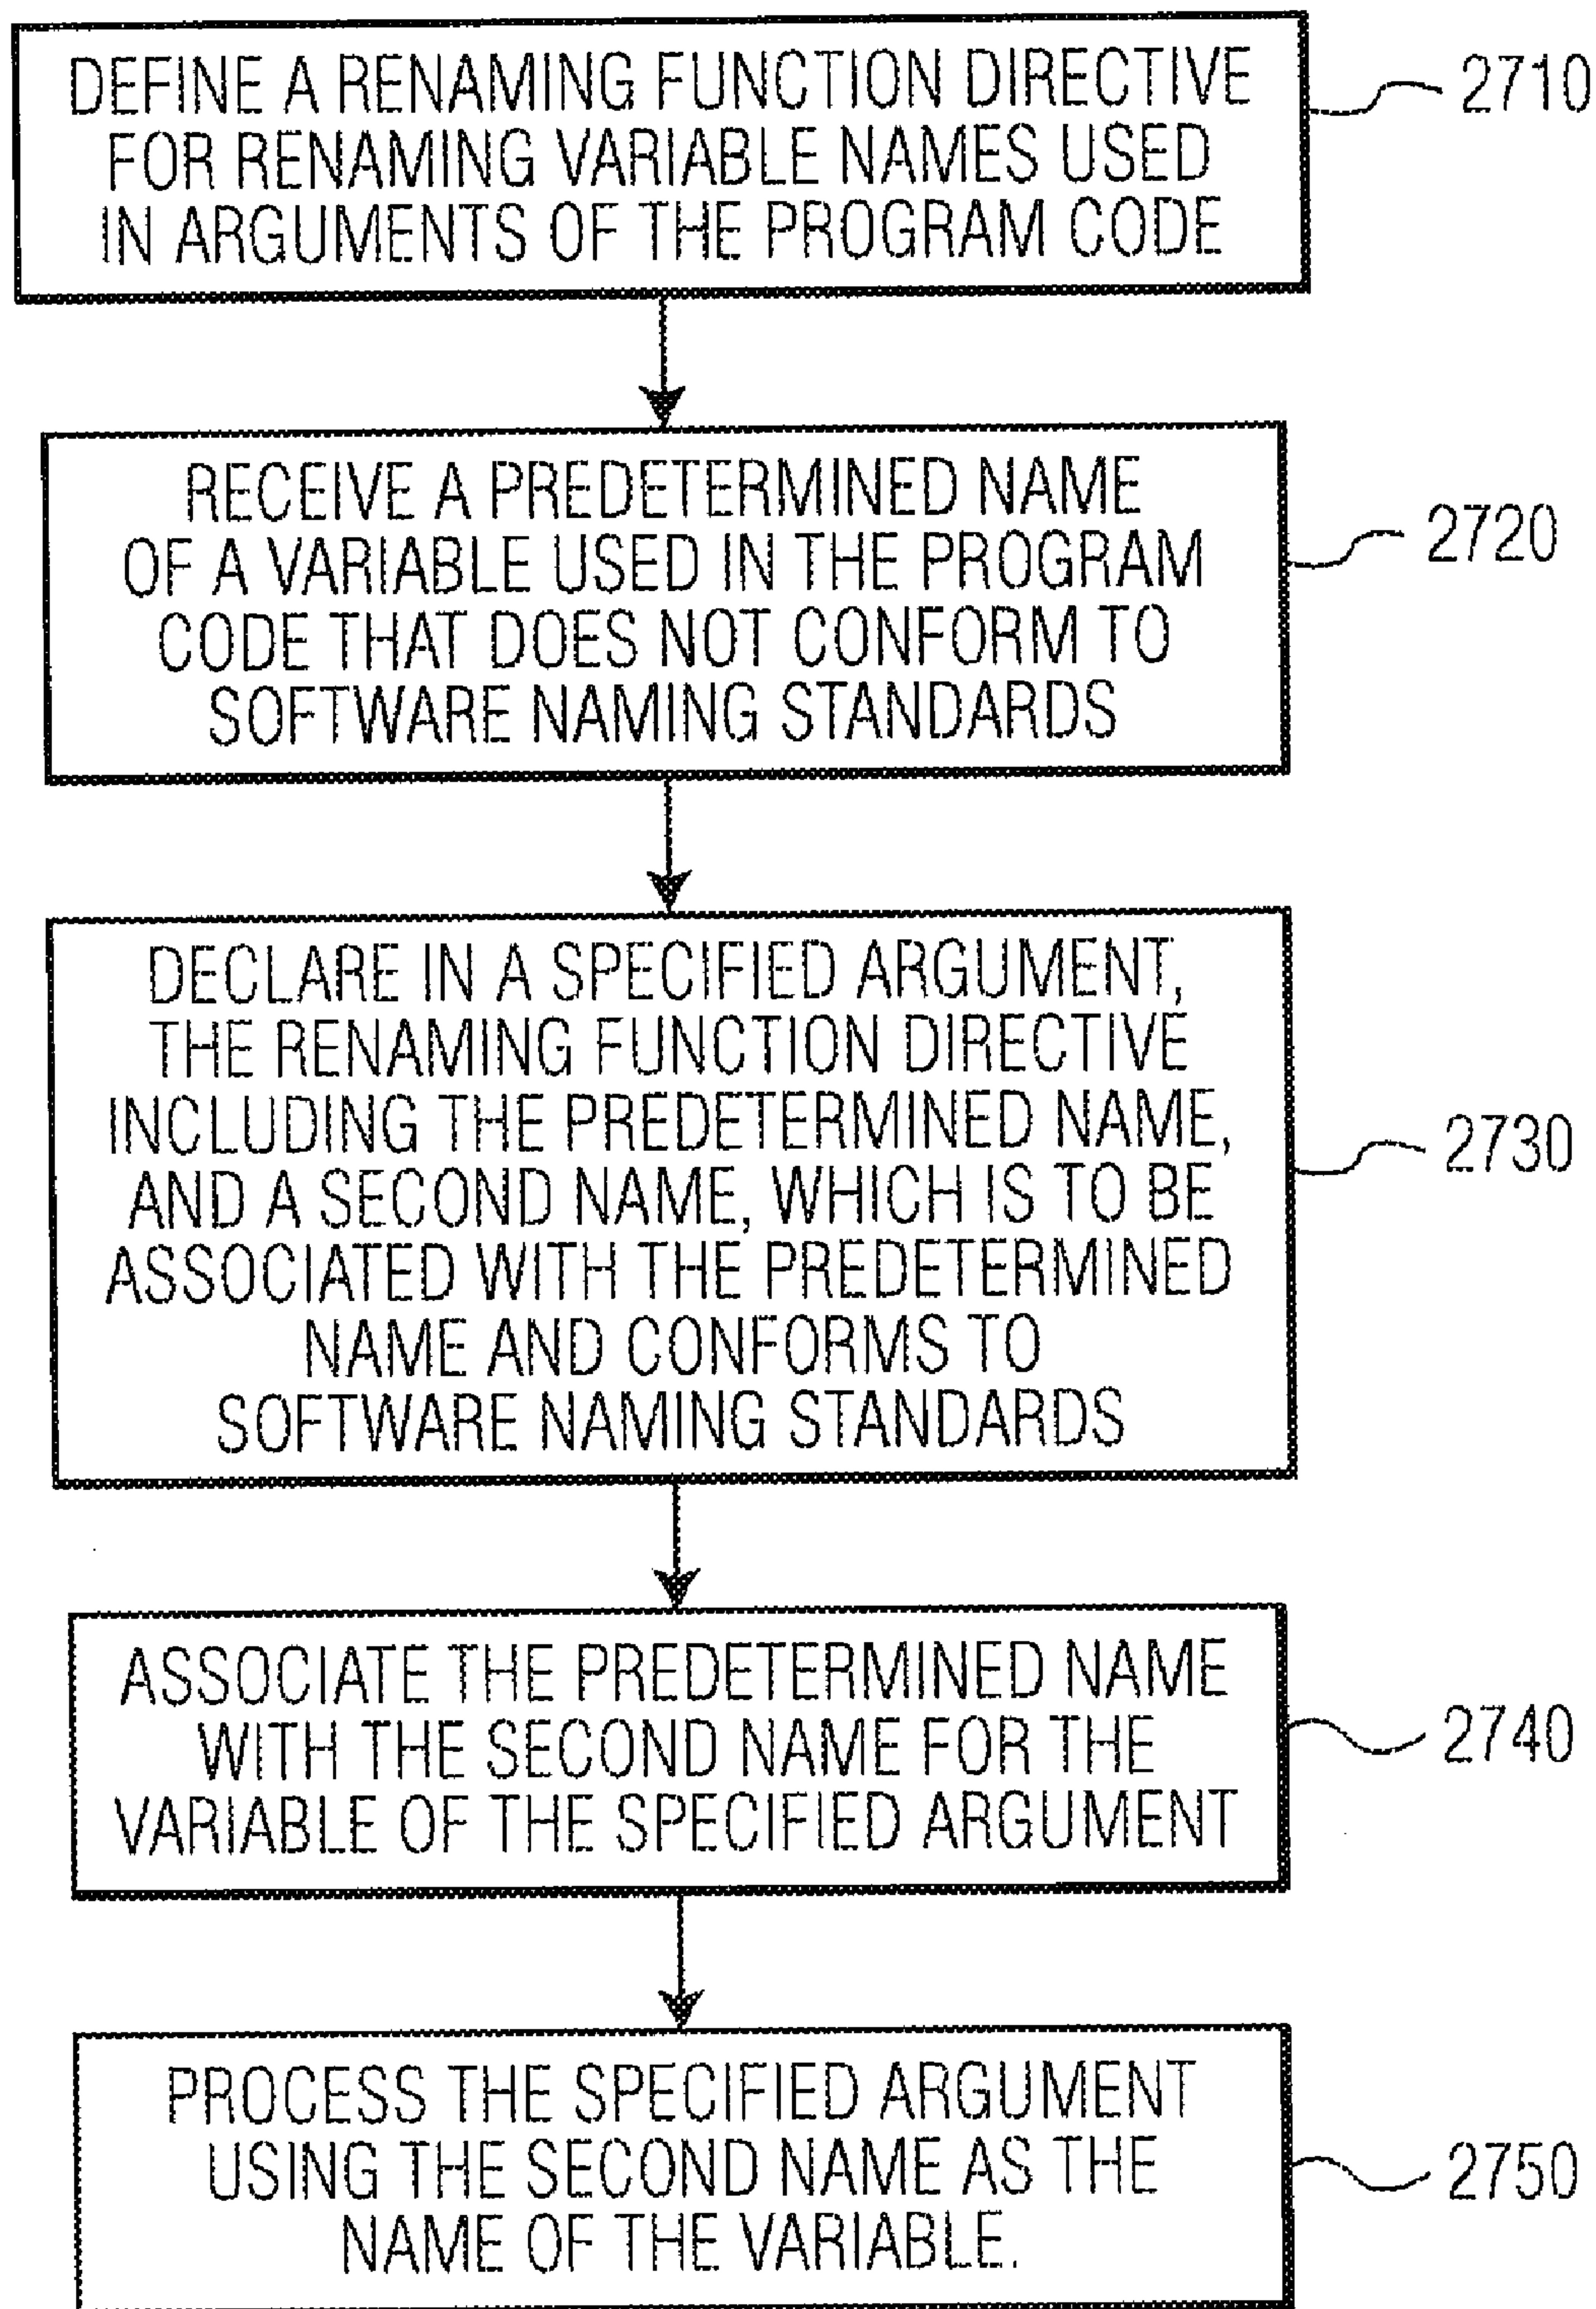 DEFINE A RENAMING FUNCTION DIRECTIVE
FOR RENAMING VARIABLE NAMES USED
IN ARGUMENTS OF THE PROGRAM CODE
2710
RECEIVE A PREDETERMINED NAME
OF A VARIABLE USED IN THE PROGRAM
CODE THAT DOES NOT CONFORM TO
SOFTWARE NAMING STANDARDS
2720
DECLARE IN A SPECIFIED ARGUMENT,
THE RENAMING FUNCTION DIRECTIVE
INCLUDING THE PREDETERMINED NAME,
AND A SECOND NAME, WHICH IS TO BE
ASSOCIATED WITH THE PREDETERMINED
NAME AND CONFORMS TO
SOFTWARE NAMING STANDARDS
2730
ASSOCIATE THE PREDETERMINED NAME
WITH THE SECOND NAME FOR THE
VARIABLE OF THE SPECIFIED ARGUMENT
2740
PROCESS THE SPECIFIED ARGUMENT
USING THE SECOND NAME AS THE
NAME OF THE VARIABLE.
2750